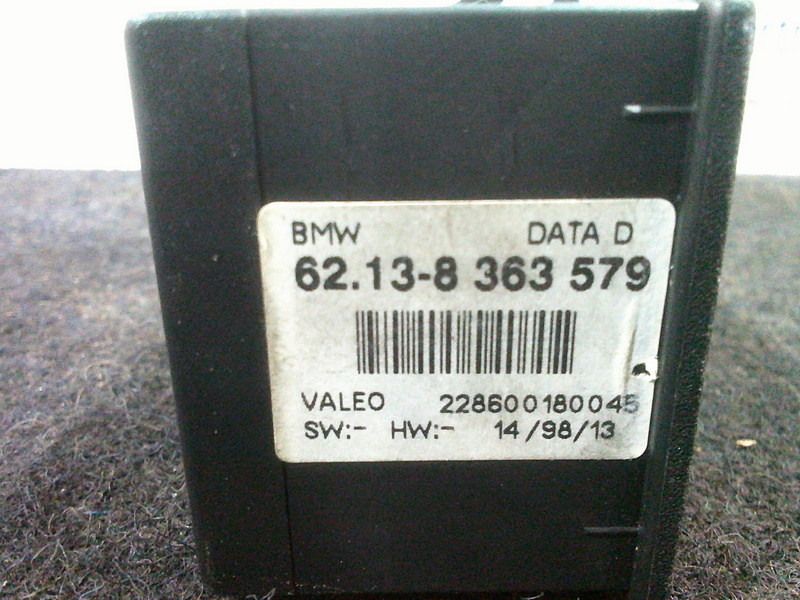 BMW DATA D
62.13-8 363 579
VALEO 228600180045
SW:- HW:- 14/98/13